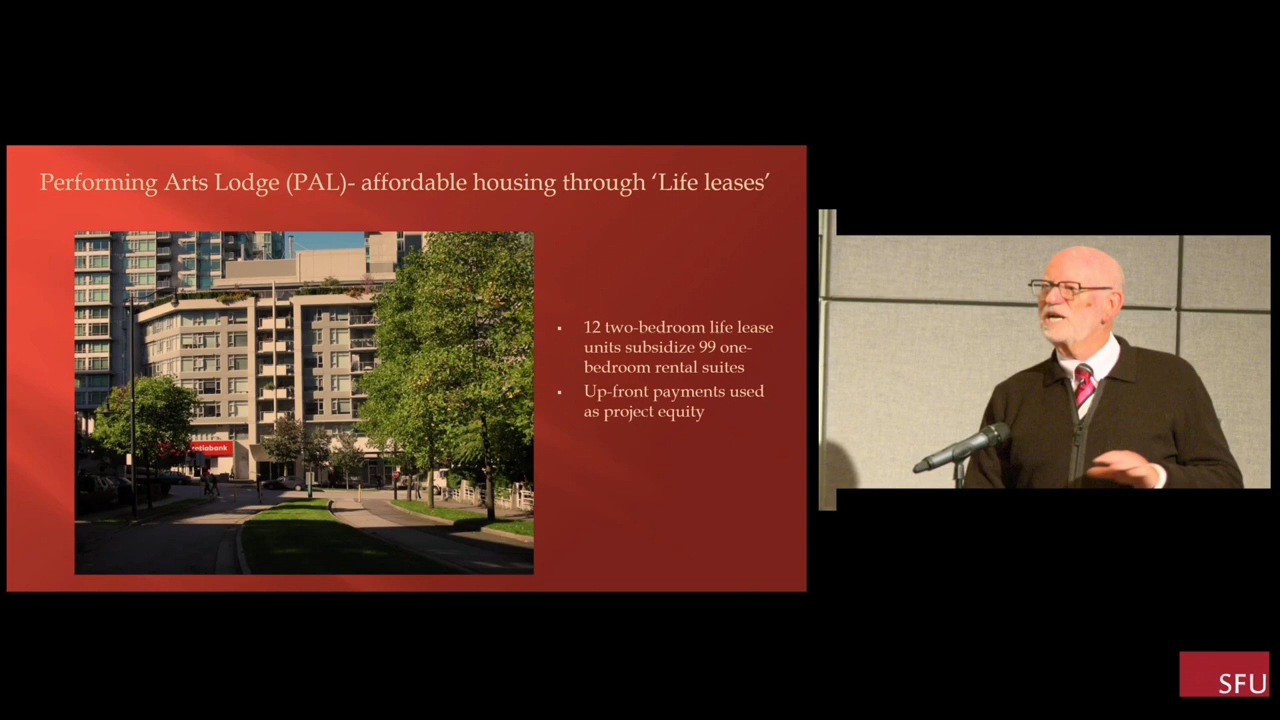 Performing Arts Lodge (PAL)- affordable housing through ‘Life leases’
▪ 12 two-bedroom life lease
units subsidize 99 one-
bedroom rental suites
▪ Up-front payments used
as project equity
otiabank
SFU